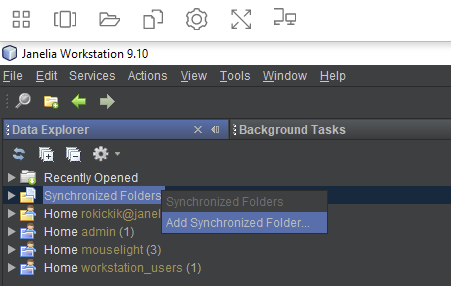 Janelia Workstation 9.10
File Edit Services Actions View Tools Window Help
Data Explorer Background Tasks
Recently Opened
Synchronized Folders
Synchronized Folders
Home rokickik@janel
Add Synchronized Folder...
Home admin (1)
Home mouselight (3)
Home workstation_users (1)